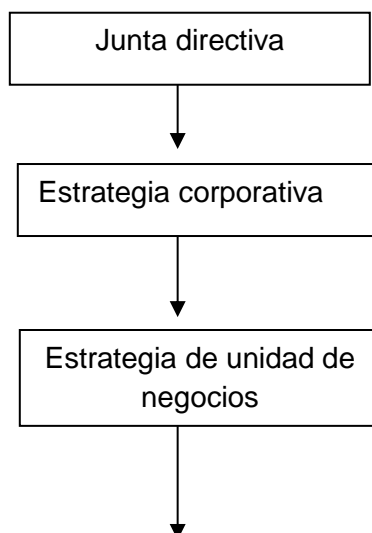 Junta directiva
Estrategia corporativa
Estrategia de unidad de
negocios